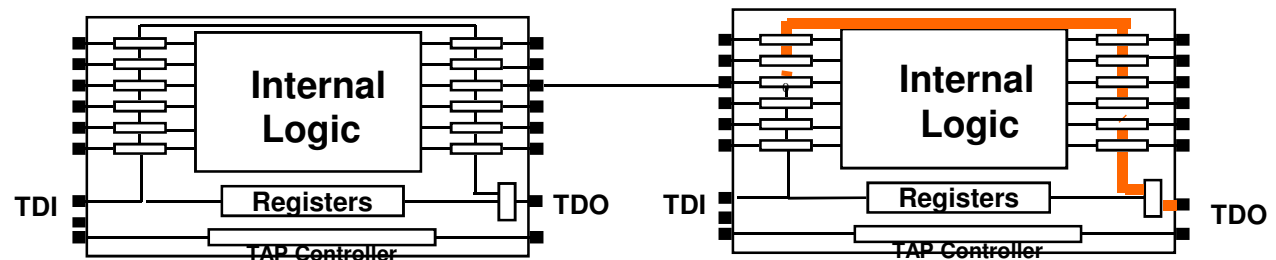 Internal
Logic
Registers
TDI
TDO
TAP Controller
Internal
Logic
Registers
TDI
TDO
TAP Controller